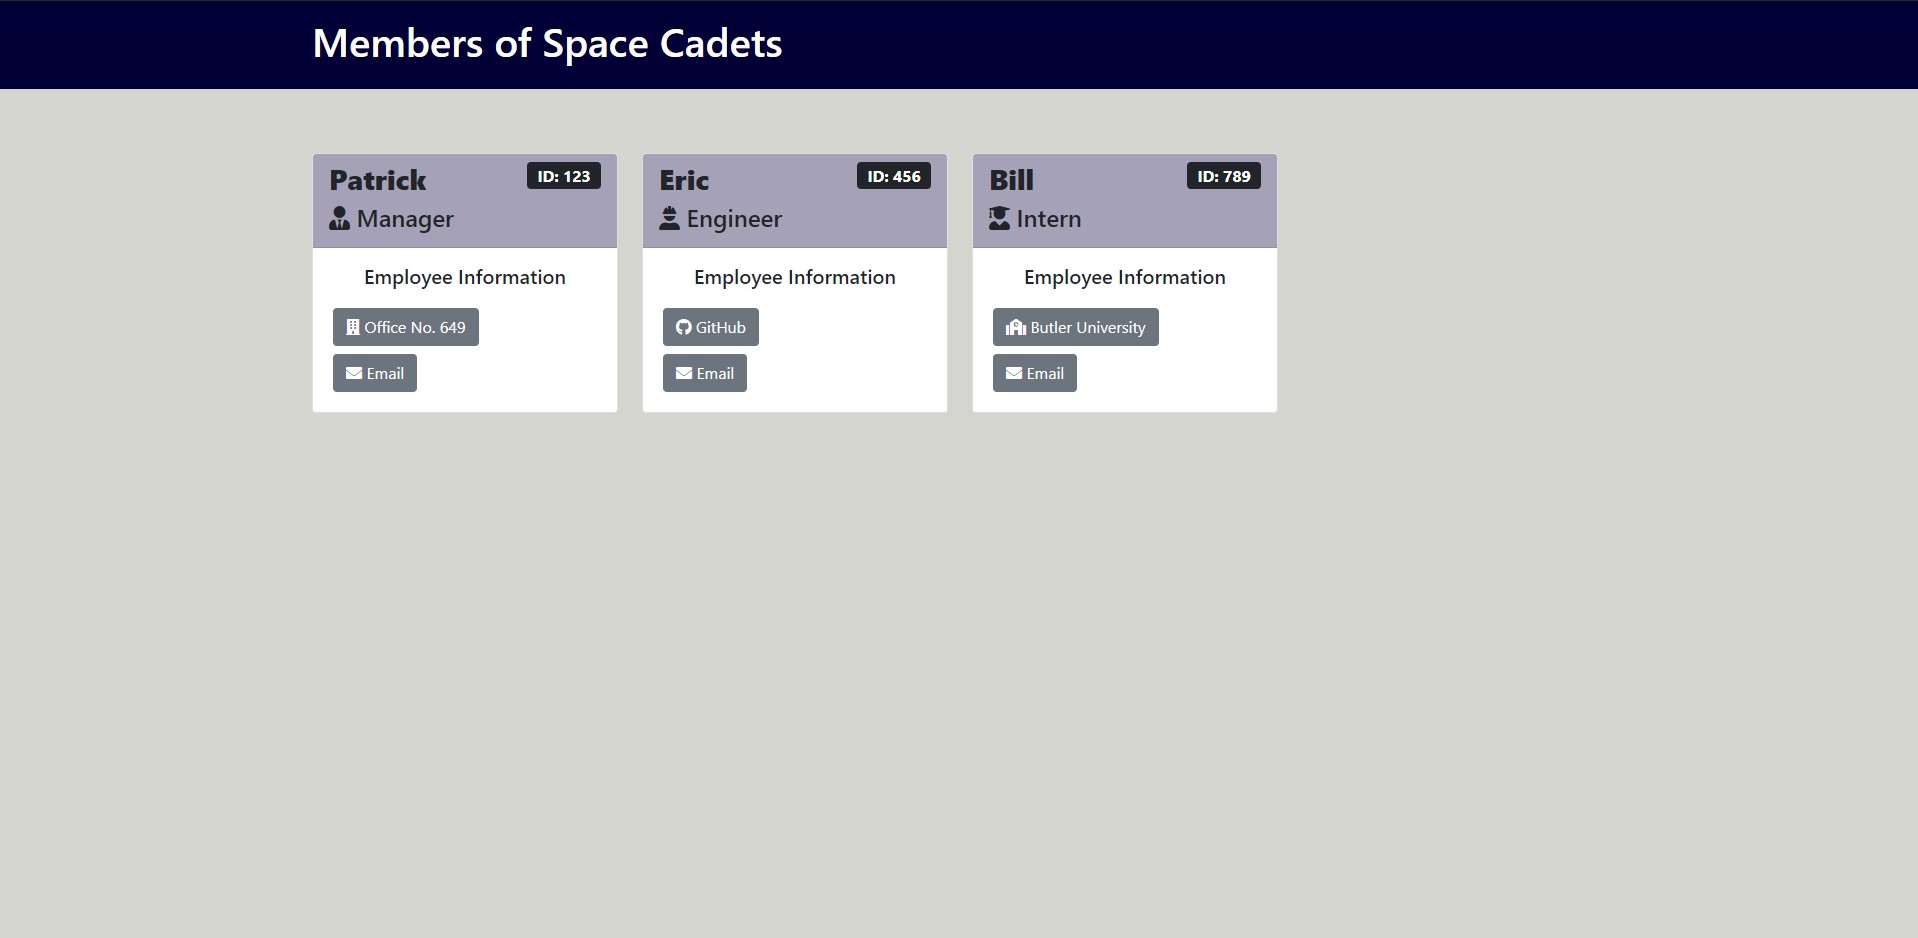 Members of Space Cadets
Patrick
ID: 123
Manager
Employee Information
Office No. 649
Email
Eric
ID: 456
Engineer
Employee Information
GitHub
Email
Bill
ID: 789
Intern
Employee Information
Butler University
Email